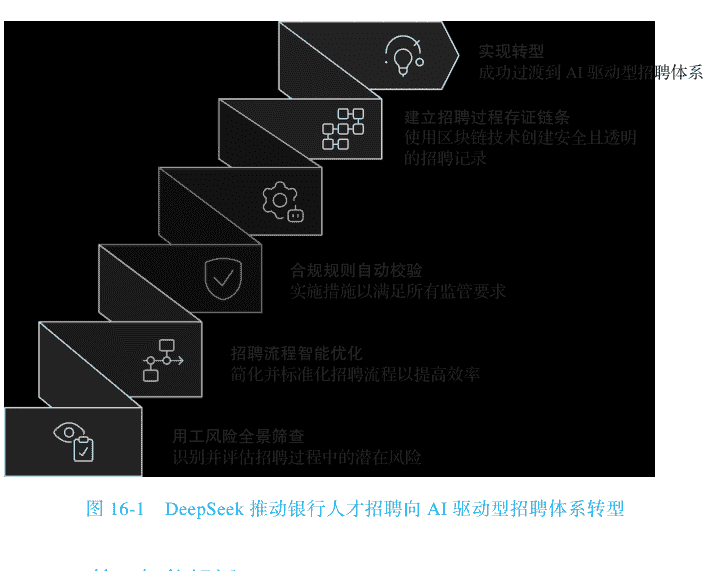 实现转型
成功过渡到 AI 驱动型招聘体系
建立招聘过程存证链条
使用区块链技术创建安全且透明
的招聘记录
合规规则自动校验
实施措施以满足所有监管要求
招聘流程智能优化
简化并标准化招聘流程以提高效率
用工风险全景筛查
识别并评估招聘过程中的潜在风险
图 16-1 DeepSeek 推动银行人才招聘向 AI 驱动型招聘体系转型